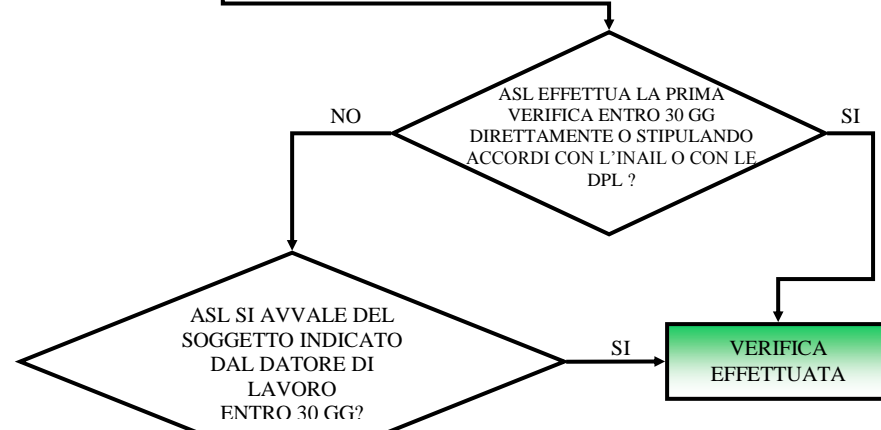 ASL EFFETTUA LA PRIMA
VERIFICA ENTRO 30 GG
DIRETTAMENTE O STIPULANDO
ACCORDI CON L'INAIL O CON LE
DPL ?
NO
SI
ASL SI AVVALE DEL
SOGGETTO INDICATO
DAL DATORE DI
LAVORO
ENTRO 30 GG?
SI
VERIFICA
EFFETTUATA